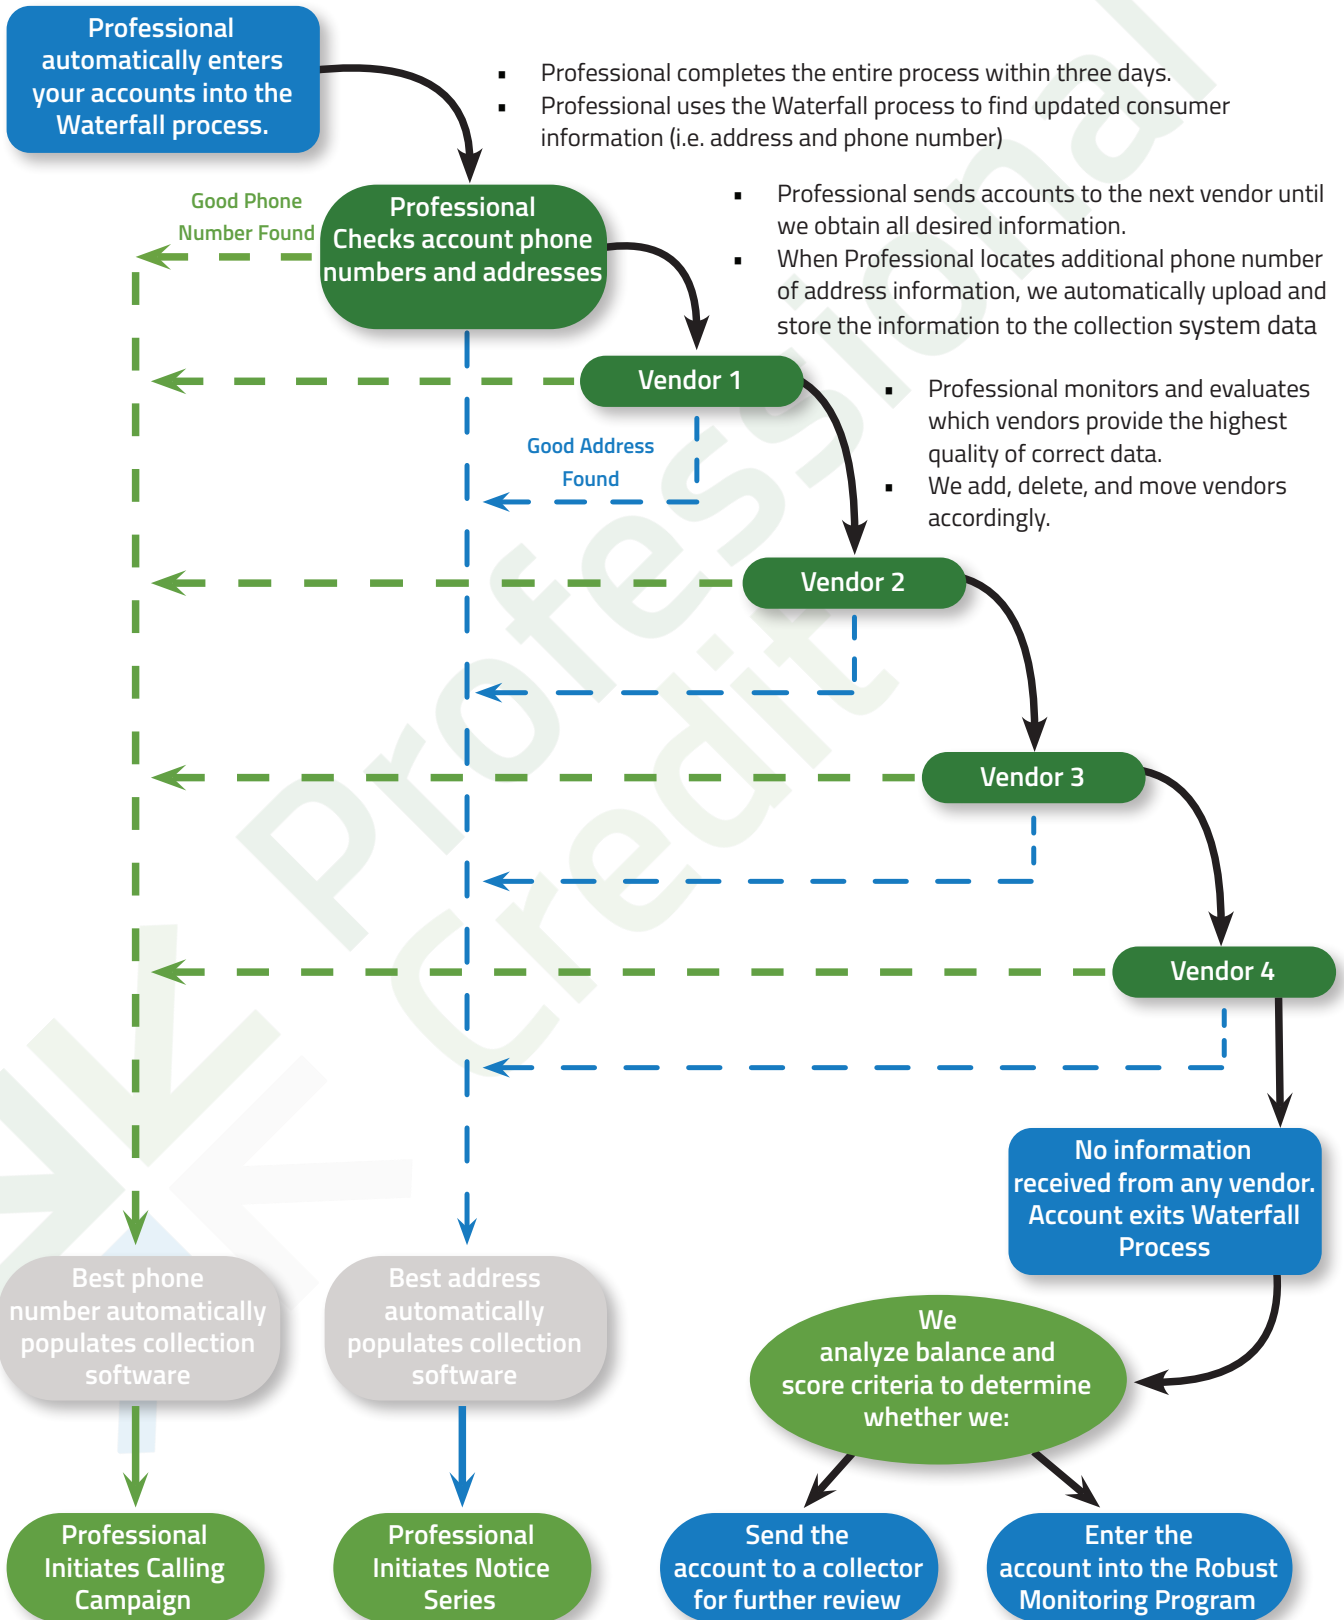 Professional
automatically enters
your accounts into the
Waterfall process.
▪ Professional completes the entire process within three days.
▪ Professional uses the Waterfall process to find updated consumer
information (i.e. address and phone number)
Good Phone
Number Found
Professional
Checks account phone
numbers and addresses
▪ Professional sends accounts to the next vendor until
we obtain all desired information.
▪ When Professional locates additional phone number
of address information, we automatically upload and
store the information to the collection system data
Vendor 1
▪ Professional monitors and evaluates
which vendors provide the highest
quality of correct data.
▪ We add, delete, and move vendors
accordingly.
Good Address
Found
Vendor 2
Vendor 3
Vendor 4
No information
received from any vendor.
Account exits Waterfall
Process
Best phone
number automatically
populates collection
software
Best address
automatically
populates collection
software
We
analyze balance and
score criteria to determine
whether we:
Professional
Initiates Calling
Campaign
Professional
Initiates Notice
Series
Send the
account to a collector
for further review
Enter the
account into the Robust
Monitoring Program
Professional
Credit